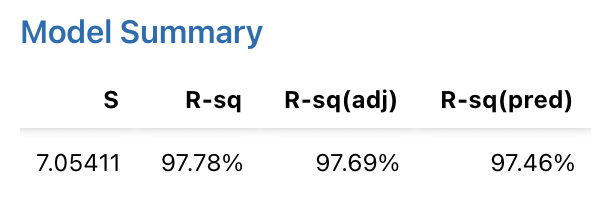 Model Summary
S R-sq R-sq(adj) R-sq(pred)
7.05411 97.78% 97.69% 97.46%